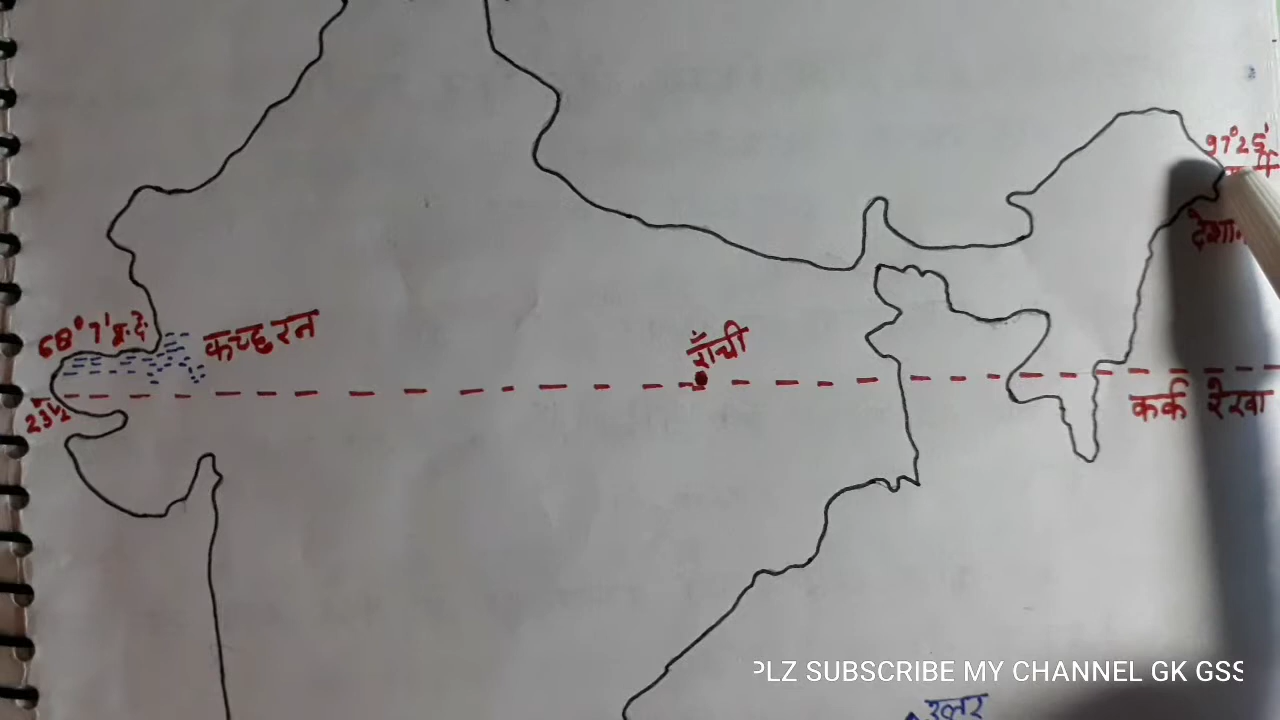 97°25'
देशा.
68°7' पू.दे.
कच्छ रन
राँची
23½
कर्क रेखा
PLZ SUBSCRIBE MY CHANNEL GK GSS